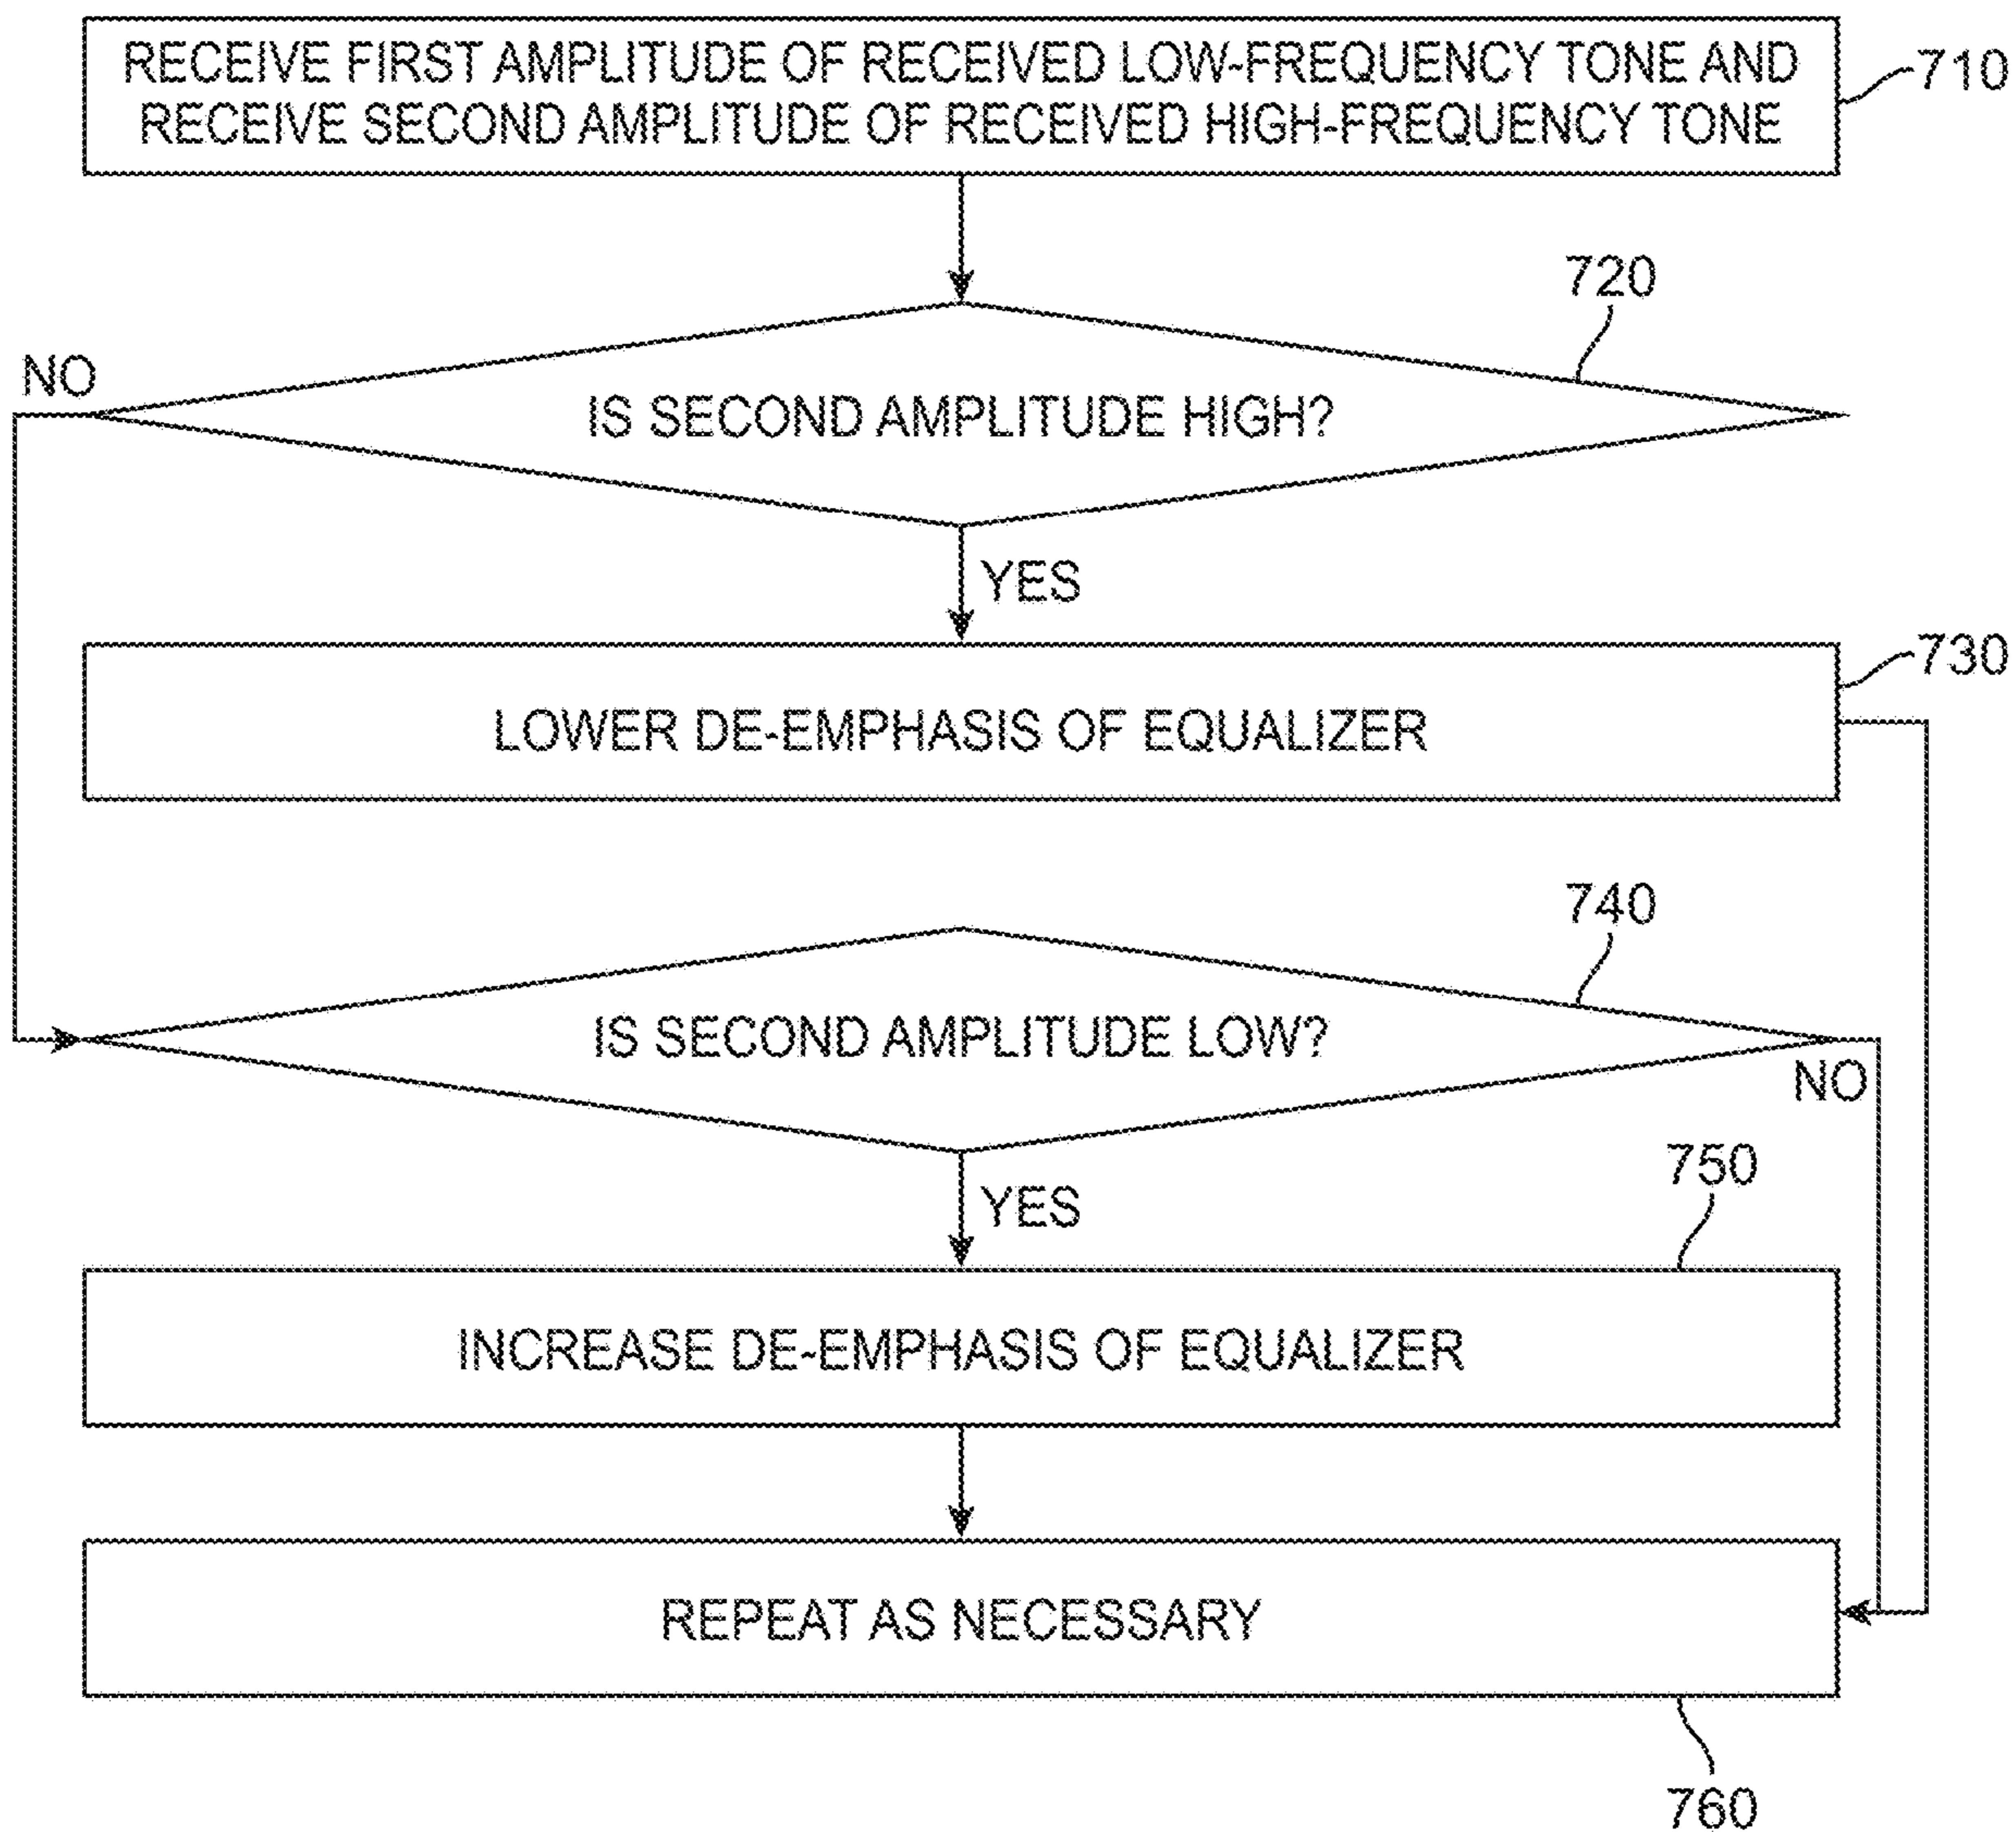 RECEIVE FIRST AMPLITUDE OF RECEIVED LOW-FREQUENCY TONE AND
RECEIVE SECOND AMPLITUDE OF RECEIVED HIGH-FREQUENCY TONE
710
720
NO
IS SECOND AMPLITUDE HIGH?
YES
730
LOWER DE-EMPHASIS OF EQUALIZER
740
IS SECOND AMPLITUDE LOW?
NO
750
YES
INCREASE DE-EMPHASIS OF EQUALIZER
REPEAT AS NECESSARY
760